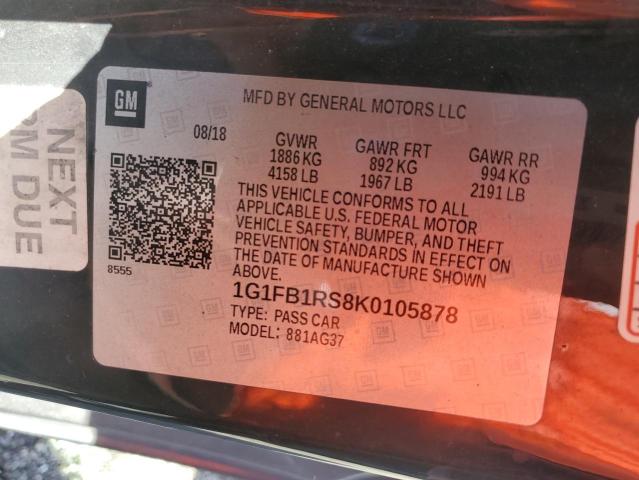 GM
MFD BY GENERAL MOTORS LLC
08/18
GVWR GAWR FRT GAWR RR
1886 KG 892 KG 994 KG
4158 LB 1967 LB 2191 LB
THIS VEHICLE CONFORMS TO ALL
APPLICABLE U.S. FEDERAL MOTOR
VEHICLE SAFETY, BUMPER, AND THEFT
PREVENTION STANDARDS IN EFFECT ON
THE DATE OF MANUFACTURE SHOWN
ABOVE.
8555
1G1FB1RS8K0105878
TYPE: PASS CAR
MODEL: 881AG37
NEXT
PM DUE